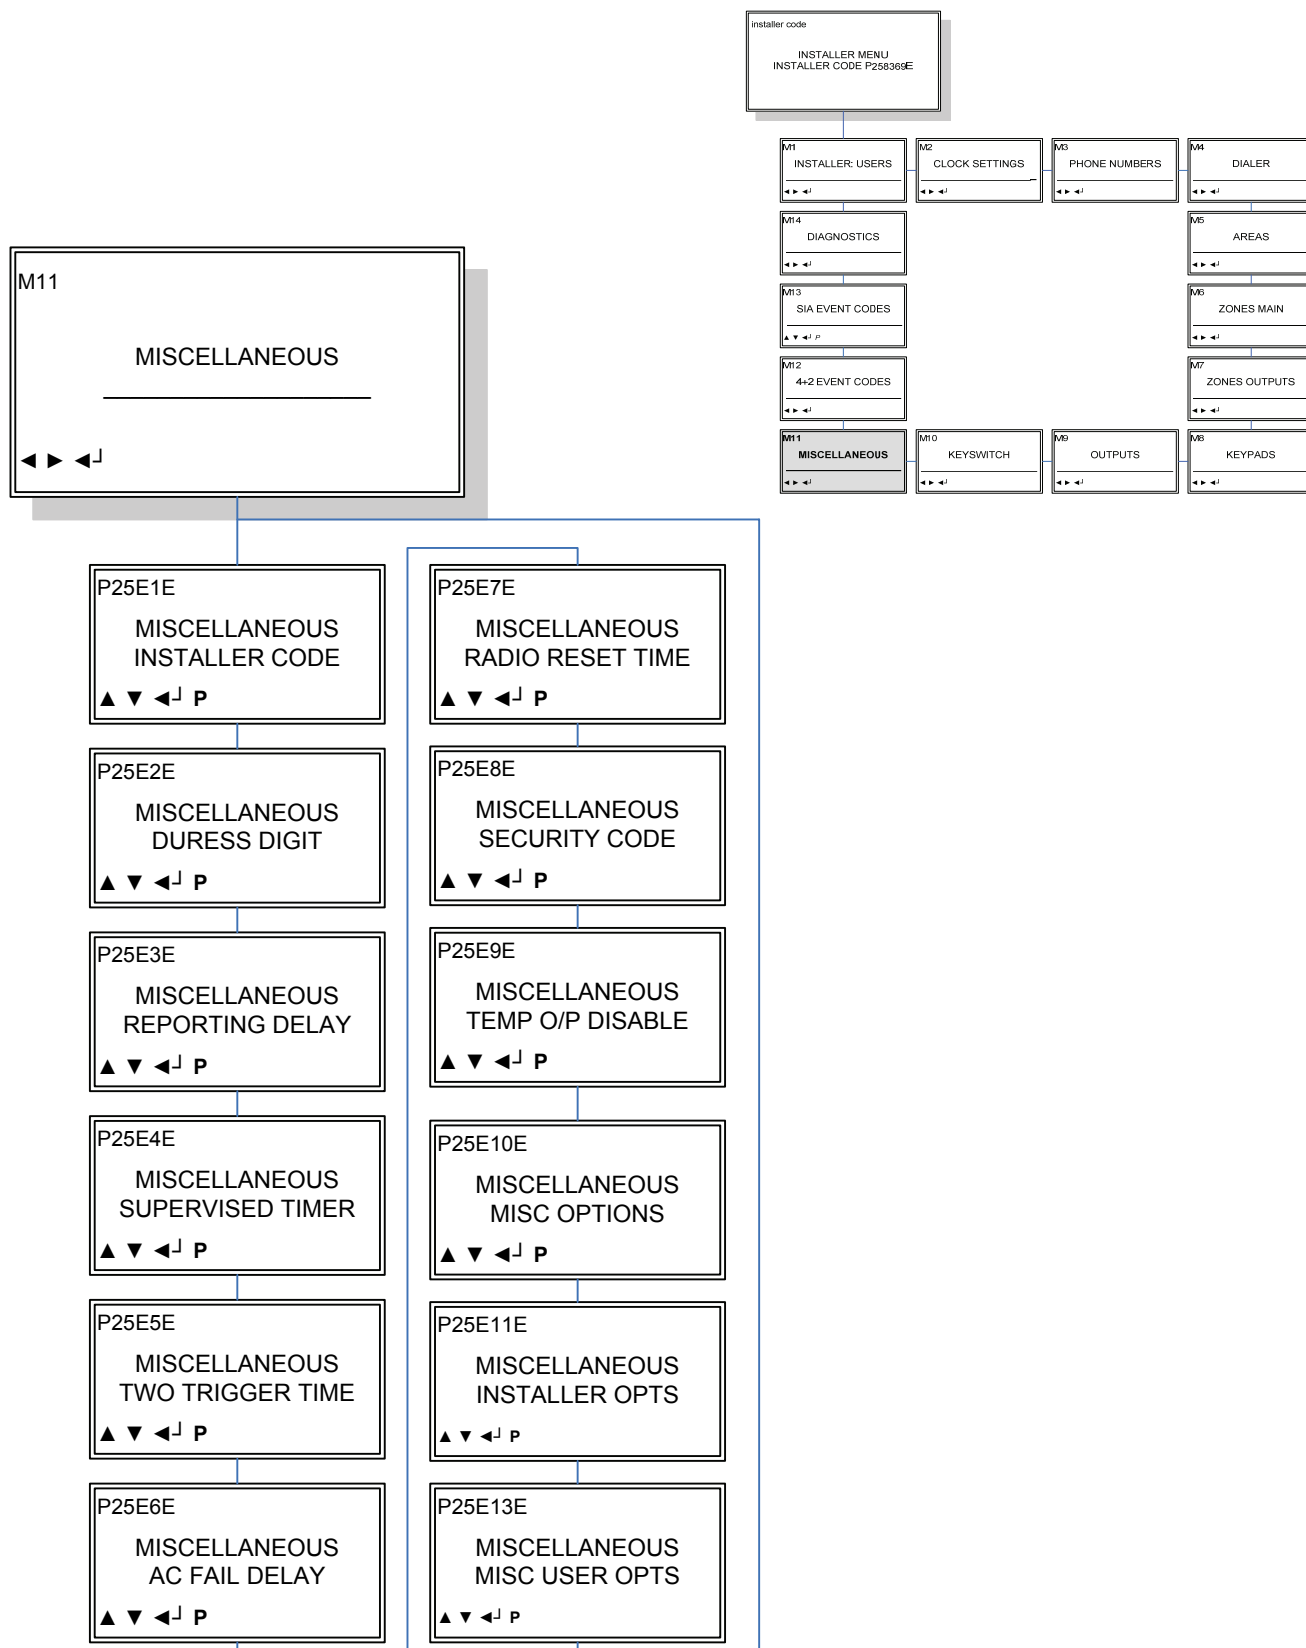 installer code
INSTALLER MENU
INSTALLER CODE P258369E
M1
INSTALLER: USERS
◄ ► ◄┘
M2
CLOCK SETTINGS
◄ ► ◄┘
M3
PHONE NUMBERS
◄ ► ◄┘
M4
DIALER
◄ ► ◄┘
M14
DIAGNOSTICS
◄ ► ◄┘
M5
AREAS
◄ ► ◄┘
M13
SIA EVENT CODES
▲ ▼ ◄┘ P
M6
ZONES MAIN
◄ ► ◄┘
M12
4+2 EVENT CODES
◄ ► ◄┘
M7
ZONES OUTPUTS
◄ ► ◄┘
M11
MISCELLANEOUS
◄ ► ◄┘
M10
KEYSWITCH
◄ ► ◄┘
M9
OUTPUTS
◄ ► ◄┘
M8
KEYPADS
◄ ► ◄┘
M11
MISCELLANEOUS
◄ ► ◄┘
P25E1E
MISCELLANEOUS
INSTALLER CODE
▲ ▼ ◄┘ P
P25E2E
MISCELLANEOUS
DURESS DIGIT
▲ ▼ ◄┘ P
P25E3E
MISCELLANEOUS
REPORTING DELAY
▲ ▼ ◄┘ P
P25E4E
MISCELLANEOUS
SUPERVISED TIMER
▲ ▼ ◄┘ P
P25E5E
MISCELLANEOUS
TWO TRIGGER TIME
▲ ▼ ◄┘ P
P25E6E
MISCELLANEOUS
AC FAIL DELAY
▲ ▼ ◄┘ P
P25E7E
MISCELLANEOUS
RADIO RESET TIME
▲ ▼ ◄┘ P
P25E8E
MISCELLANEOUS
SECURITY CODE
▲ ▼ ◄┘ P
P25E9E
MISCELLANEOUS
TEMP O/P DISABLE
▲ ▼ ◄┘ P
P25E10E
MISCELLANEOUS
MISC OPTIONS
▲ ▼ ◄┘ P
P25E11E
MISCELLANEOUS
INSTALLER OPTS
▲ ▼ ◄┘ P
P25E13E
MISCELLANEOUS
MISC USER OPTS
▲ ▼ ◄┘ P